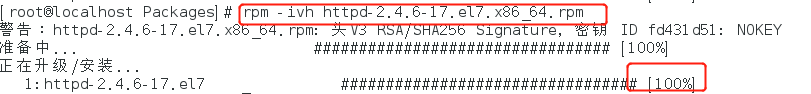 [root@localhost Packages]# rpm -ivh httpd-2.4.6-17.el7.x86_64.rpm
警告：httpd-2.4.6-17.el7.x86_64.rpm: 头V3 RSA/SHA256 Signature, 密钥 ID fd431d51: NOKEY
准备中... ################################# [100%]
正在升级/安装...
1:httpd-2.4.6-17.el7 _ ################################# [100%]